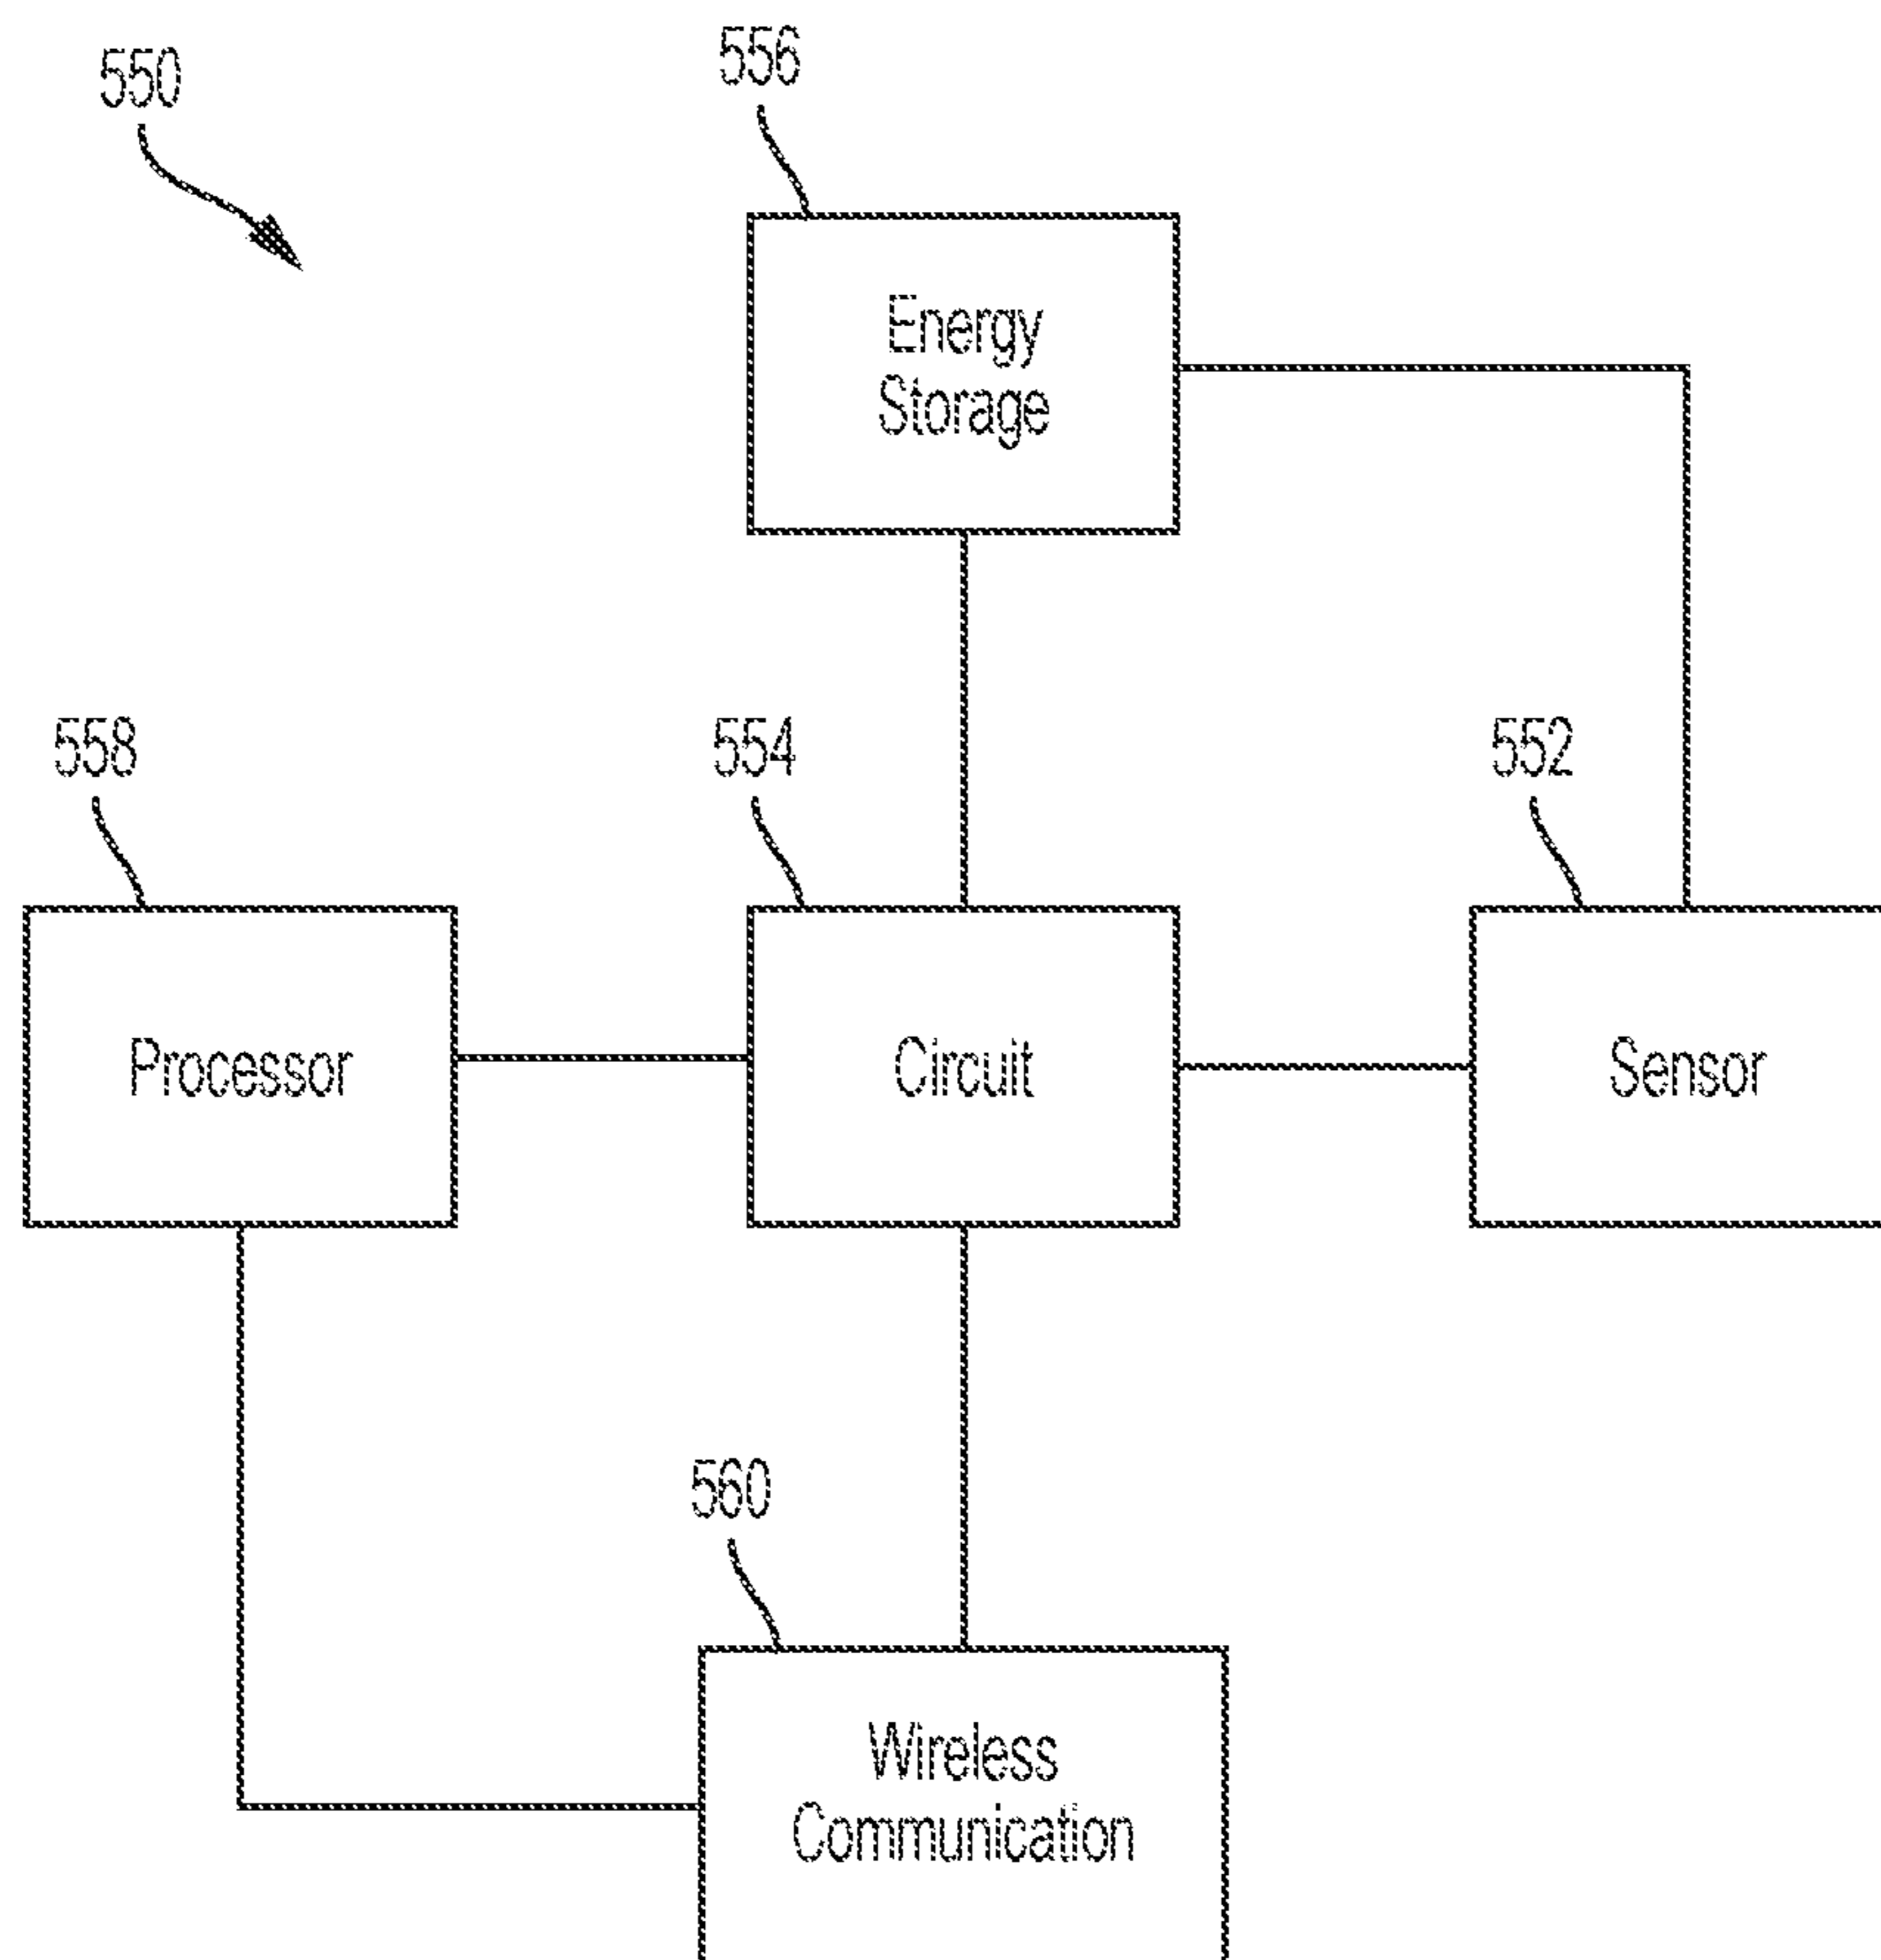 550
556
Energy
Storage
558
554
552
Processor
Circuit
Sensor
560
Wireless
Communication